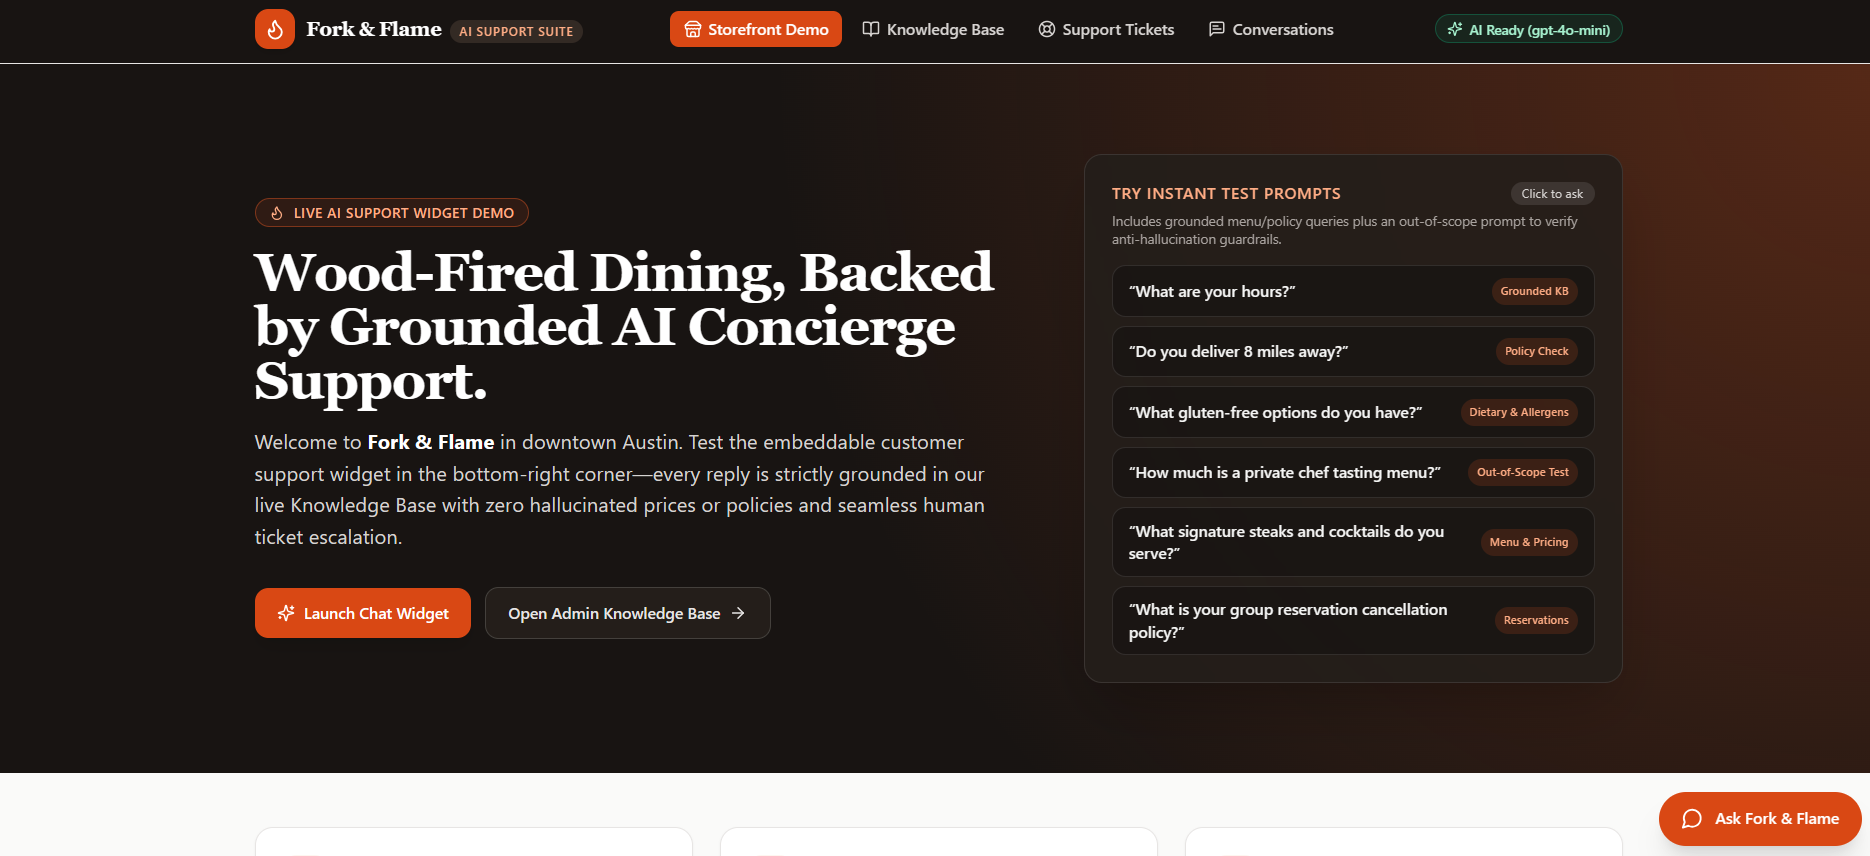 Fork & Flame
AI SUPPORT SUITE
Storefront Demo
Knowledge Base
Support Tickets
Conversations
AI Ready (gpt-4o-mini)
LIVE AI SUPPORT WIDGET DEMO
Wood-Fired Dining, Backed
by Grounded AI Concierge
Support.
Welcome to Fork & Flame in downtown Austin. Test the embeddable customer
support widget in the bottom-right corner—every reply is strictly grounded in our
live Knowledge Base with zero hallucinated prices or policies and seamless human
ticket escalation.
Launch Chat Widget
Open Admin Knowledge Base →
TRY INSTANT TEST PROMPTS
Click to ask
Includes grounded menu/policy queries plus an out-of-scope prompt to verify
anti-hallucination guardrails.
“What are your hours?”
Grounded KB
“Do you deliver 8 miles away?”
Policy Check
“What gluten-free options do you have?”
Dietary & Allergens
“How much is a private chef tasting menu?”
Out-of-Scope Test
“What signature steaks and cocktails do you
serve?”
Menu & Pricing
“What is your group reservation cancellation
policy?”
Reservations
Ask Fork & Flame